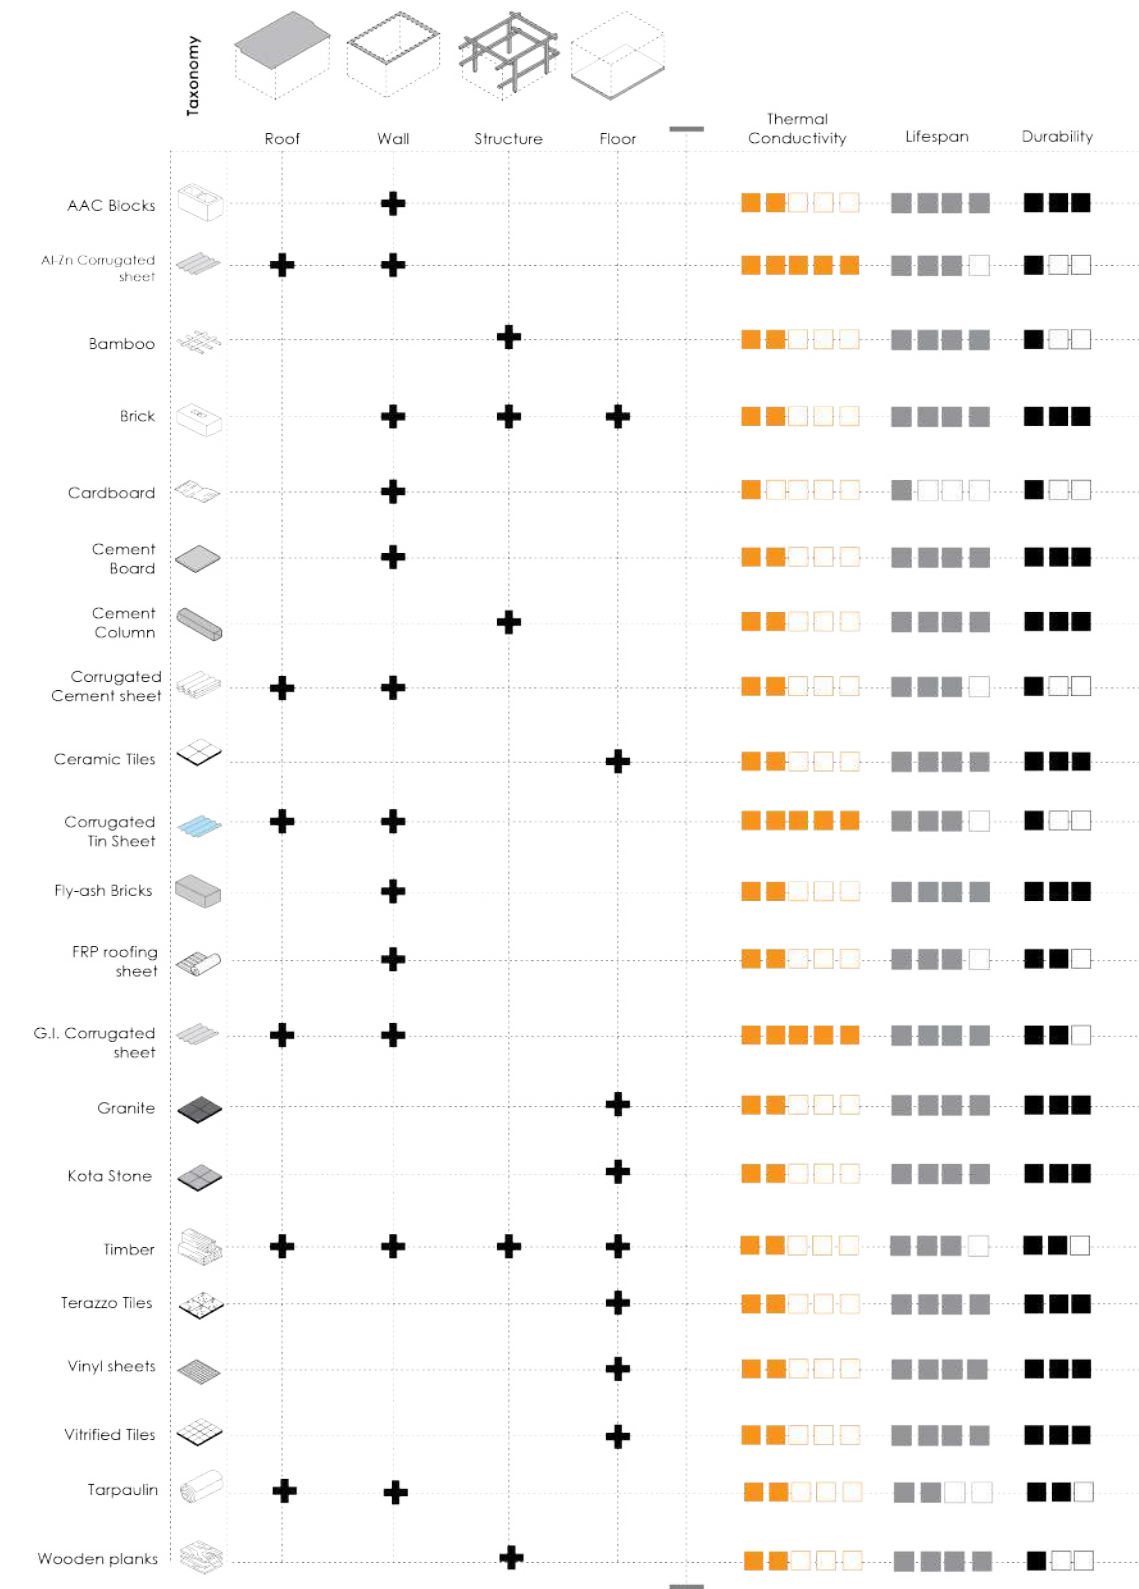 Taxonomy
Roof
Wall
Structure
Floor
Thermal
Conductivity
Lifespan
Durability
AAC Blocks
Al-Zn Corrugated
sheet
Bamboo
Brick
Cardboard
Cement
Board
Cement
Column
Corrugated
Cement sheet
Ceramic Tiles
Corrugated
Tin Sheet
Fly-ash Bricks
FRP roofing
sheet
G.I. Corrugated
sheet
Granite
Kota Stone
Timber
Terazzo Tiles
Vinyl sheets
Vitrified Tiles
Tarpaulin
Wooden planks